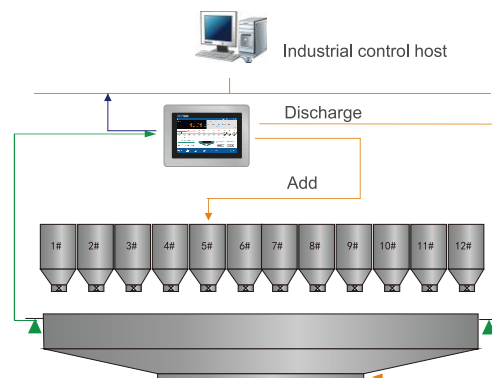 Industrial control host
Discharge
Add
1# 2# 3# 4# 5# 6# 7# 8# 9# 10# 11# 12#